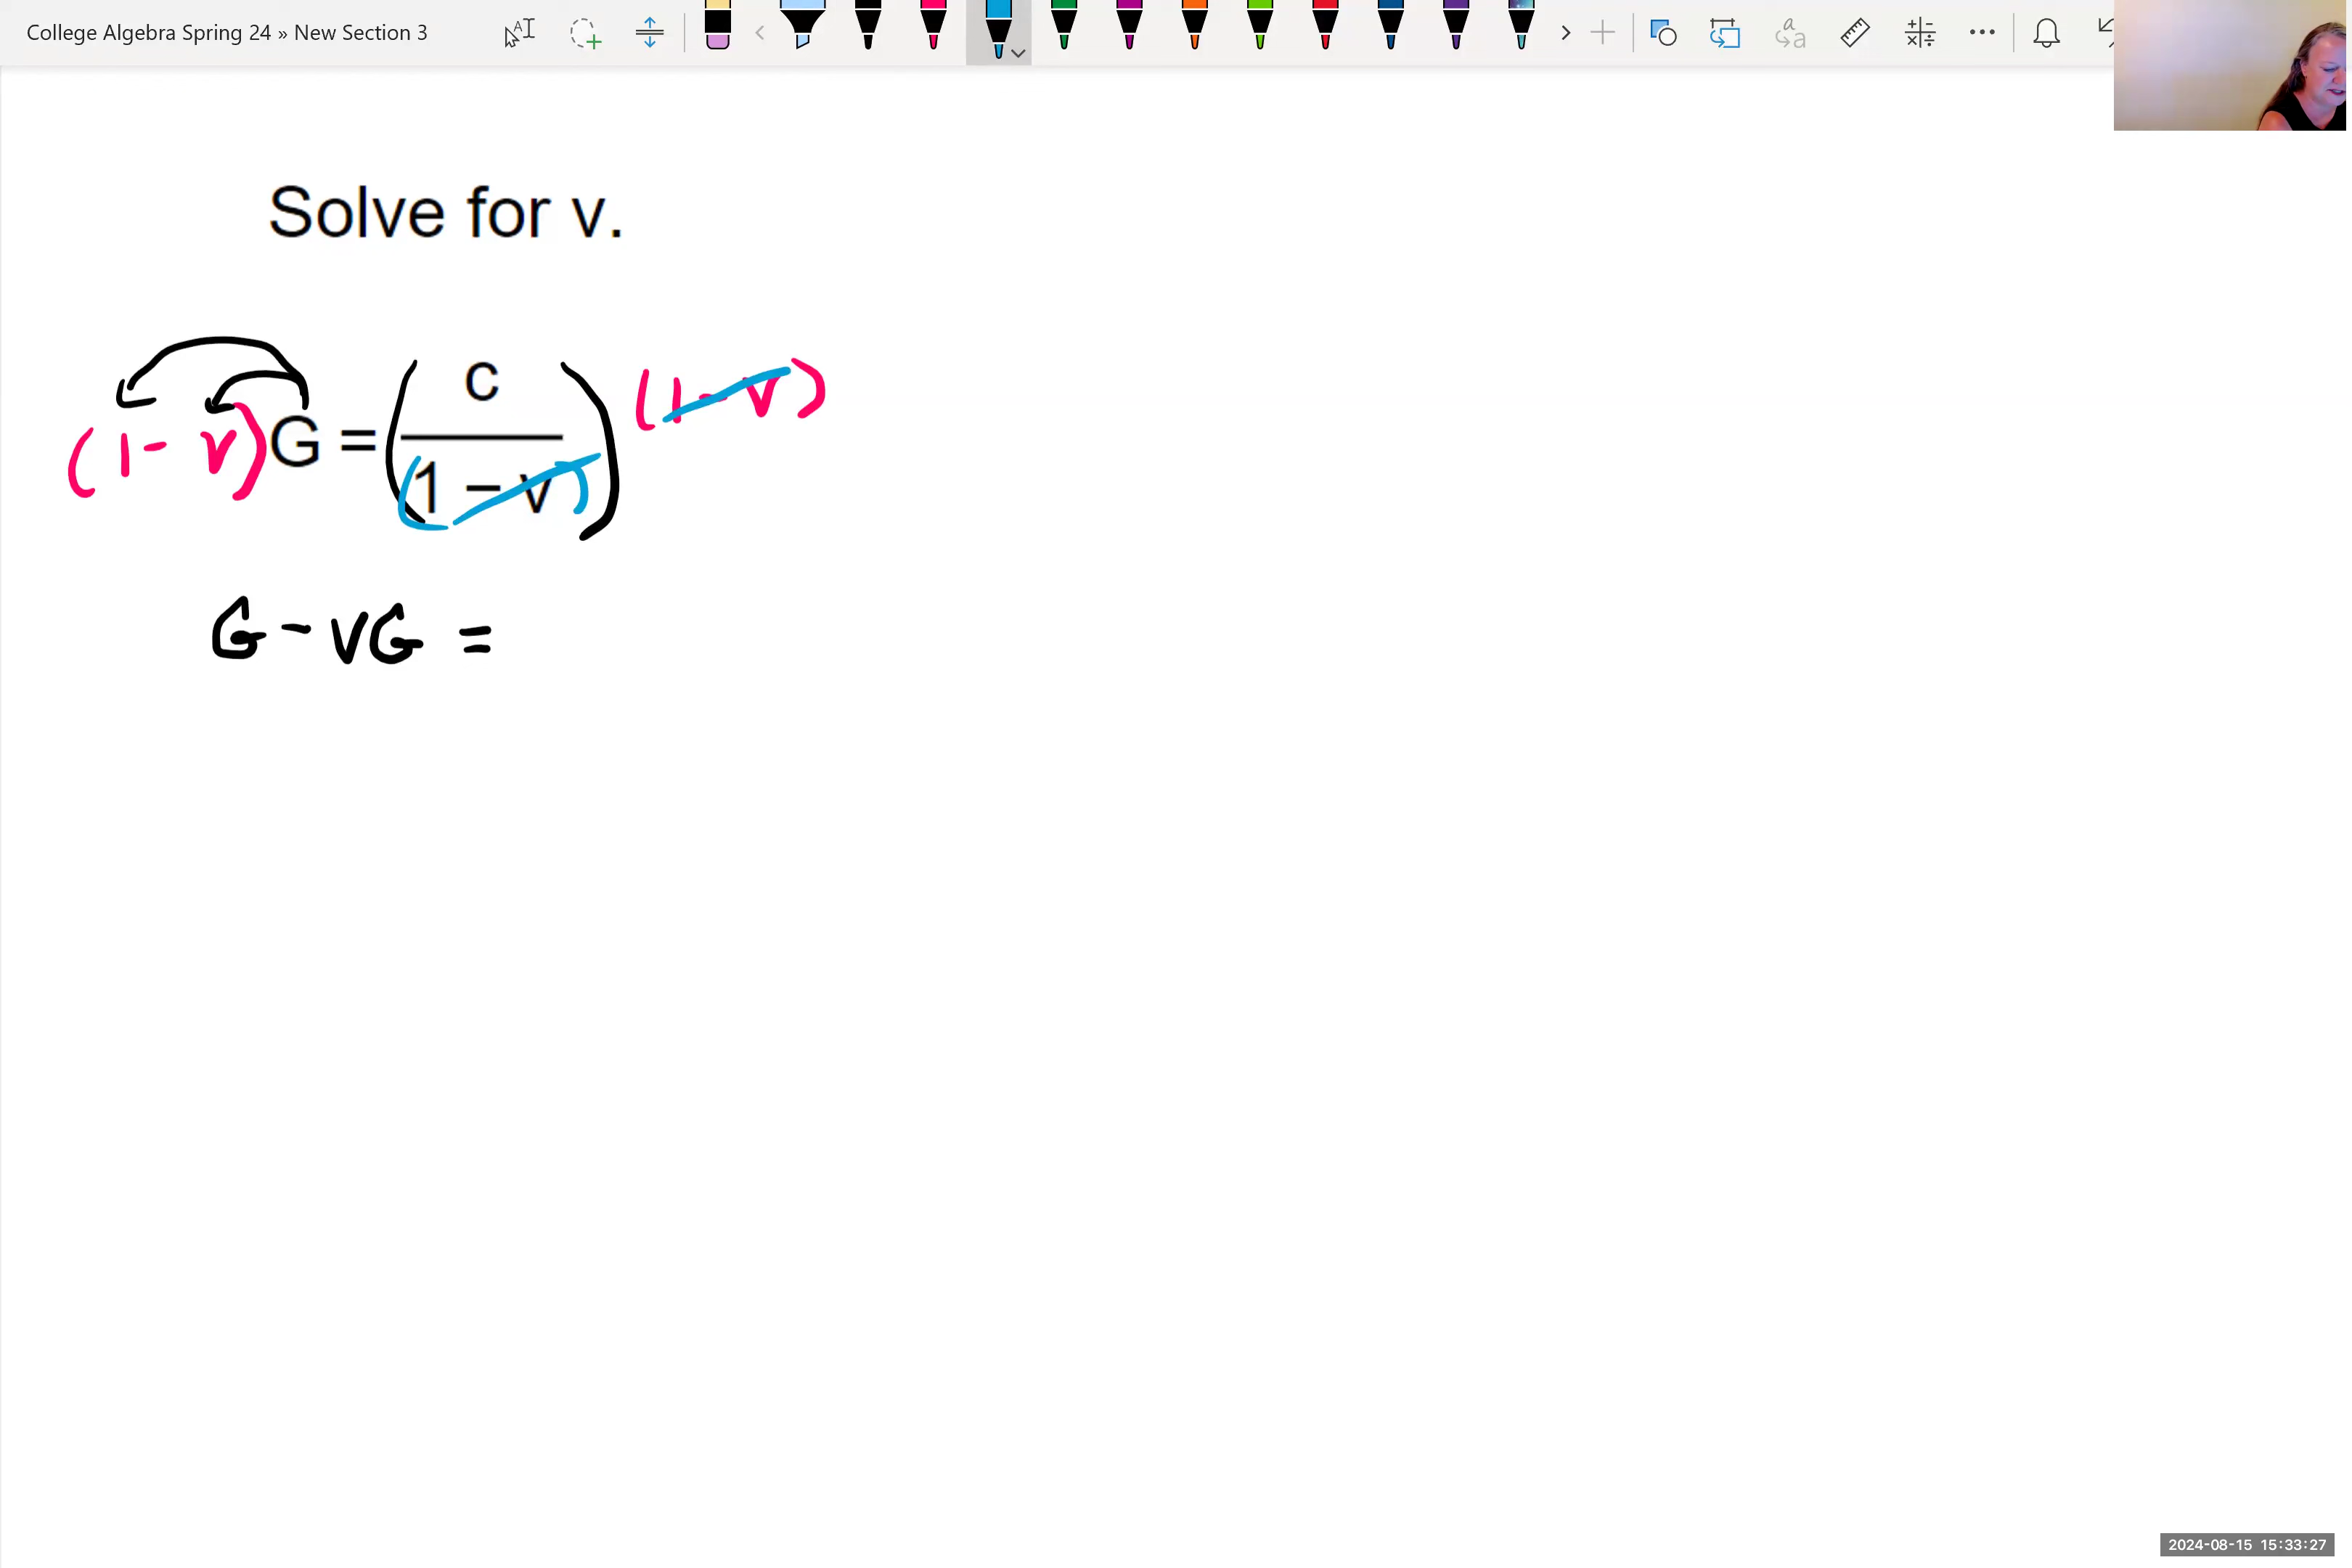 College Algebra Spring 24 » New Section 3
Solve for v.
(1 - v)G = (c / (1 – v)) (1 - v)
G - VG =
2024-08-15 15:33:27